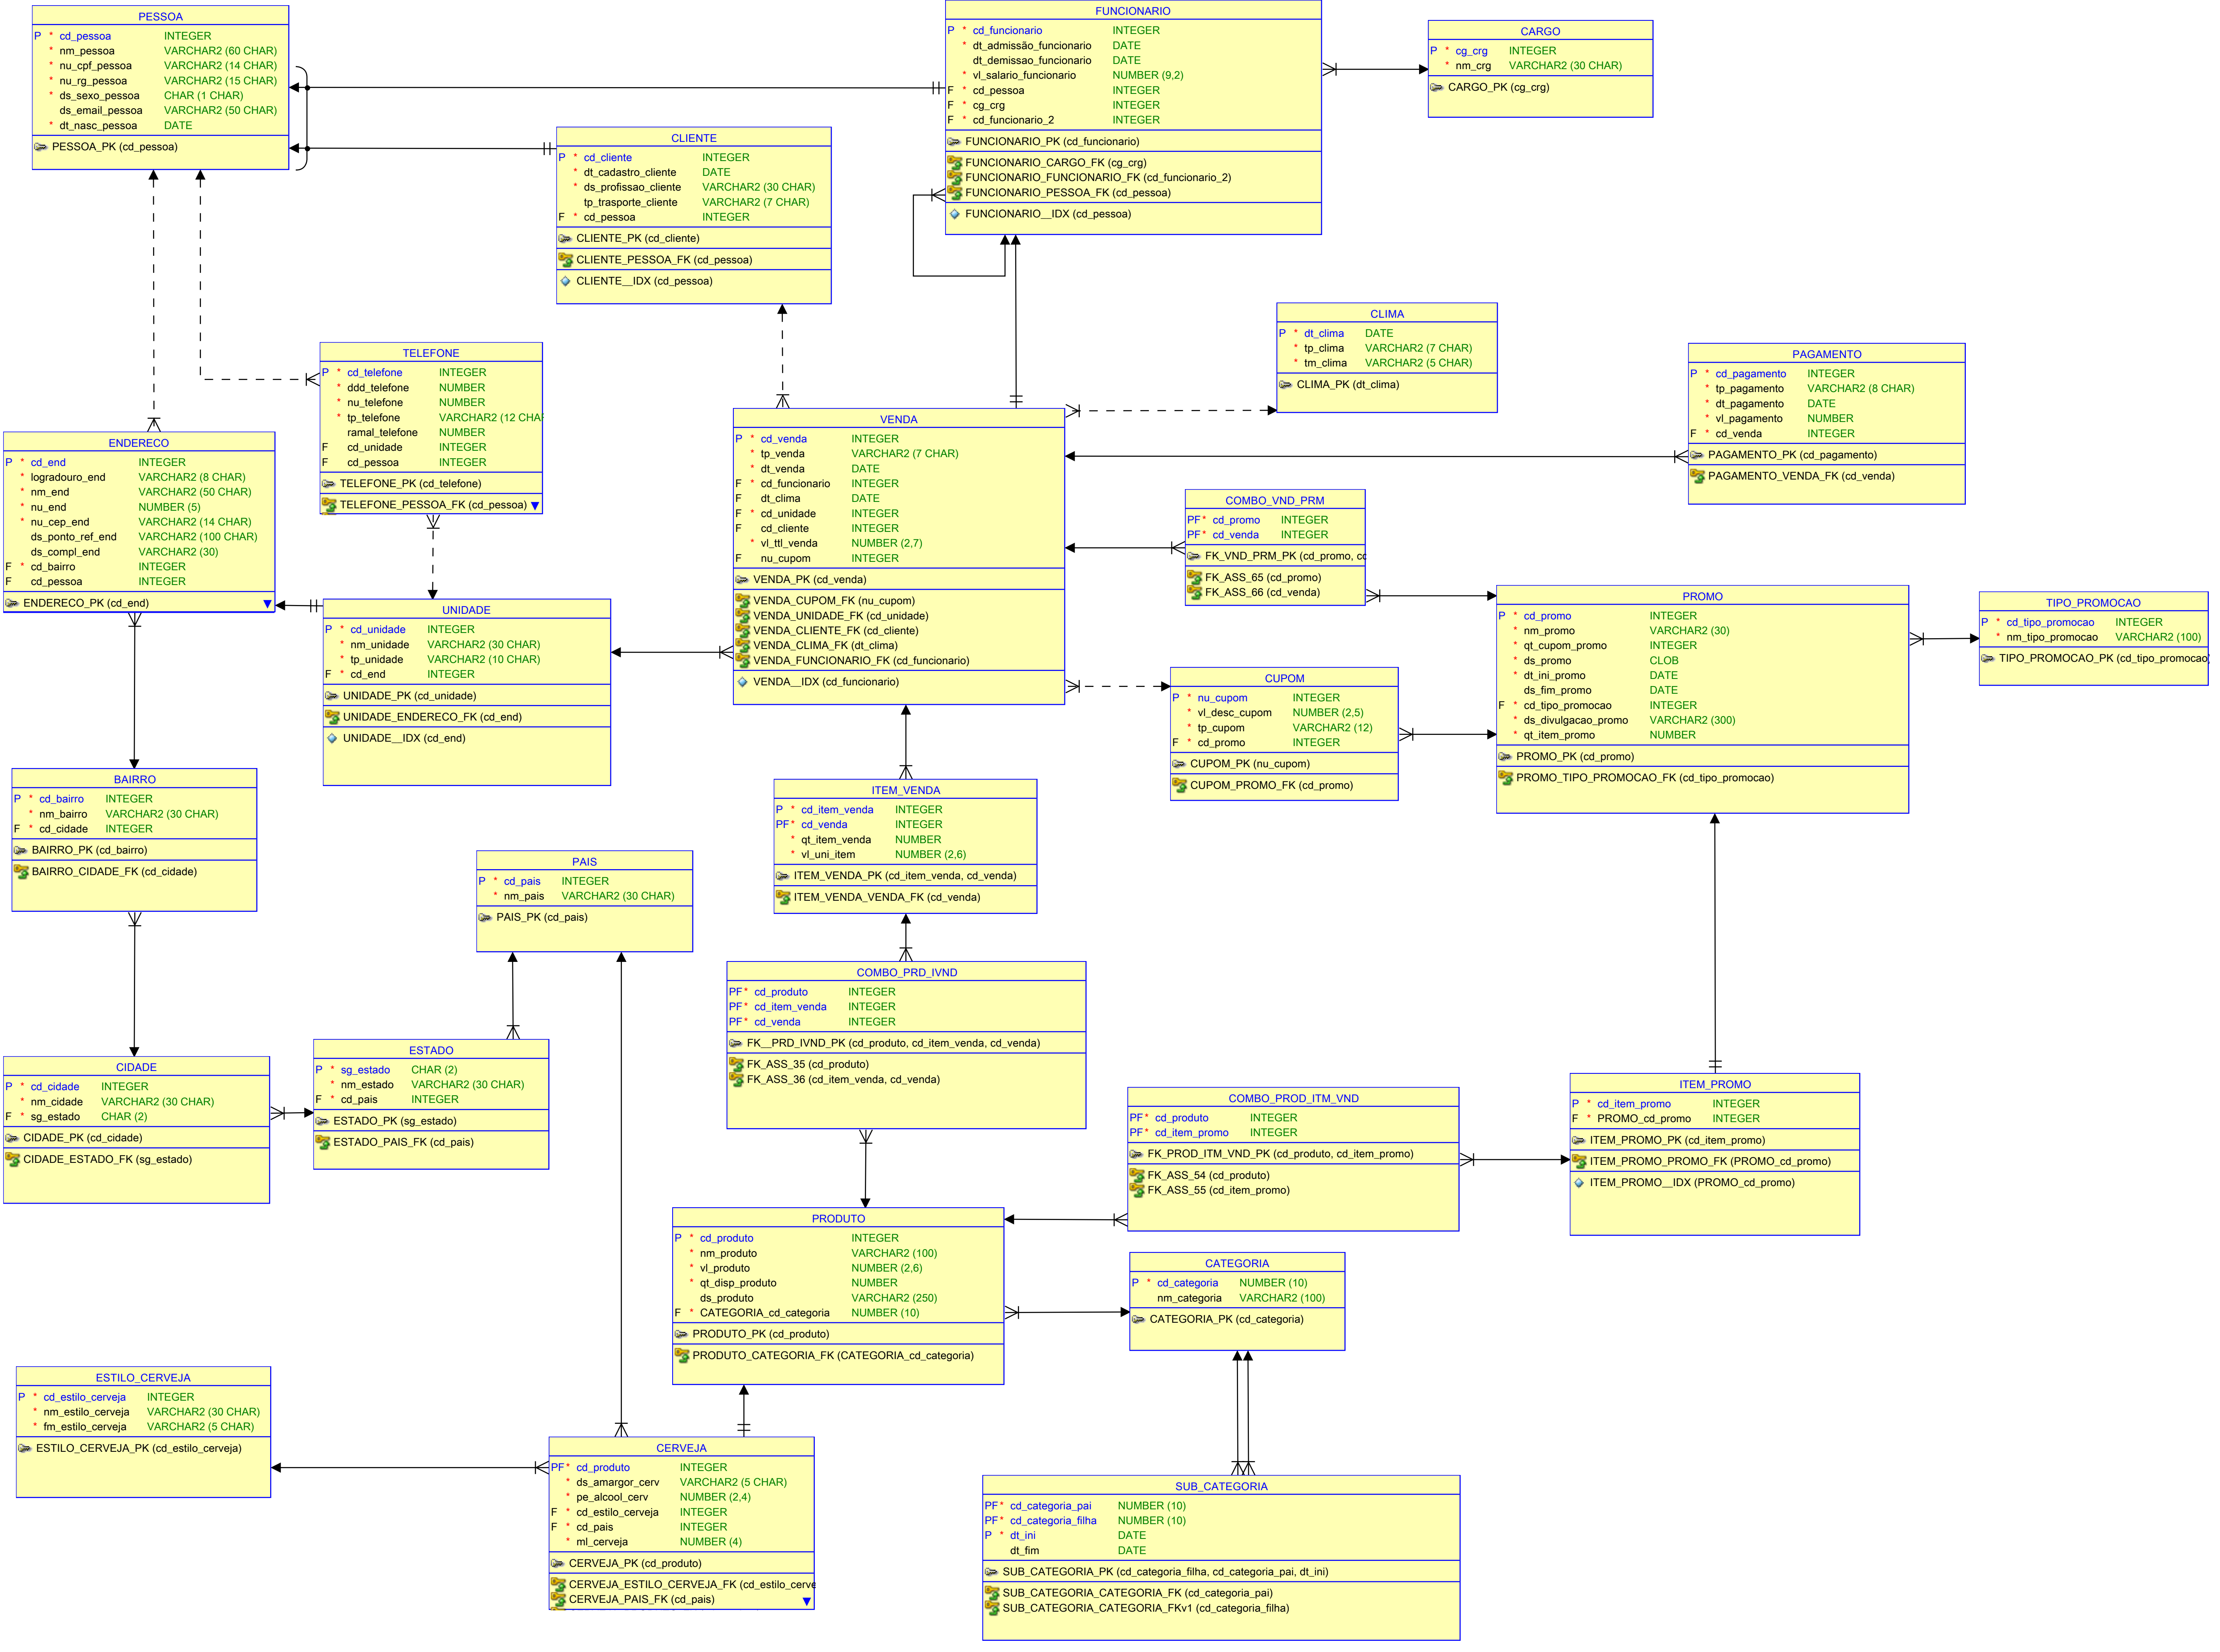 PESSOA
P * cd_pessoa INTEGER
* nm_pessoa VARCHAR2 (60 CHAR)
* nu_cpf_pessoa VARCHAR2 (14 CHAR)
* nu_rg_pessoa VARCHAR2 (15 CHAR)
* ds_sexo_pessoa CHAR (1 CHAR)
ds_email_pessoa VARCHAR2 (50 CHAR)
* dt_nasc_pessoa DATE
PESSOA_PK (cd_pessoa)
FUNCIONARIO
P * cd_funcionario INTEGER
* dt_admissão_funcionario DATE
dt_demissao_funcionario DATE
* vl_salario_funcionario NUMBER (9,2)
F * cd_pessoa INTEGER
F * cg_crg INTEGER
F * cd_funcionario_2 INTEGER
FUNCIONARIO_PK (cd_funcionario)
FUNCIONARIO_CARGO_FK (cg_crg)
FUNCIONARIO_FUNCIONARIO_FK (cd_funcionario_2)
FUNCIONARIO_PESSOA_FK (cd_pessoa)
FUNCIONARIO__IDX (cd_pessoa)
CARGO
P * cg_crg INTEGER
* nm_crg VARCHAR2 (30 CHAR)
CARGO_PK (cg_crg)
CLIENTE
P * cd_cliente INTEGER
* dt_cadastro_cliente DATE
* ds_profissao_cliente VARCHAR2 (30 CHAR)
tp_trasporte_cliente VARCHAR2 (7 CHAR)
F * cd_pessoa INTEGER
CLIENTE_PK (cd_cliente)
CLIENTE_PESSOA_FK (cd_pessoa)
CLIENTE__IDX (cd_pessoa)
CLIMA
P * dt_clima DATE
* tp_clima VARCHAR2 (7 CHAR)
* tm_clima VARCHAR2 (5 CHAR)
CLIMA_PK (dt_clima)
TELEFONE
P * cd_telefone INTEGER
* ddd_telefone NUMBER
* nu_telefone NUMBER
* tp_telefone VARCHAR2 (12 CHA
ramal_telefone NUMBER
F cd_unidade INTEGER
F cd_pessoa INTEGER
TELEFONE_PK (cd_telefone)
TELEFONE_PESSOA_FK (cd_pessoa)
PAGAMENTO
P * cd_pagamento INTEGER
* tp_pagamento VARCHAR2 (8 CHAR)
* dt_pagamento DATE
* vl_pagamento NUMBER
F * cd_venda INTEGER
PAGAMENTO_PK (cd_pagamento)
PAGAMENTO_VENDA_FK (cd_venda)
ENDERECO
P * cd_end INTEGER
* logradouro_end VARCHAR2 (8 CHAR)
* nm_end VARCHAR2 (50 CHAR)
* nu_end NUMBER (5)
* nu_cep_end VARCHAR2 (14 CHAR)
ds_ponto_ref_end VARCHAR2 (100 CHAR)
ds_compl_end VARCHAR2 (30)
F * cd_bairro INTEGER
F cd_pessoa INTEGER
ENDERECO_PK (cd_end)
VENDA
P * cd_venda INTEGER
* tp_venda VARCHAR2 (7 CHAR)
* dt_venda DATE
F * cd_funcionario INTEGER
F dt_clima DATE
F * cd_unidade INTEGER
F cd_cliente INTEGER
* vl_ttl_venda NUMBER (2,7)
F nu_cupom INTEGER
VENDA_PK (cd_venda)
VENDA_CUPOM_FK (nu_cupom)
VENDA_UNIDADE_FK (cd_unidade)
VENDA_CLIENTE_FK (cd_cliente)
VENDA_CLIMA_FK (dt_clima)
VENDA_FUNCIONARIO_FK (cd_funcionario)
VENDA__IDX (cd_funcionario)
COMBO_VND_PRM
PF* cd_promo INTEGER
PF* cd_venda INTEGER
FK_VND_PRM_PK (cd_promo, cd
FK_ASS_65 (cd_promo)
FK_ASS_66 (cd_venda)
PROMO
P * cd_promo INTEGER
* nm_promo VARCHAR2 (30)
* qt_cupom_promo INTEGER
* ds_promo CLOB
* dt_ini_promo DATE
ds_fim_promo DATE
F * cd_tipo_promocao INTEGER
* ds_divulgacao_promo VARCHAR2 (300)
* qt_item_promo NUMBER
PROMO_PK (cd_promo)
PROMO_TIPO_PROMOCAO_FK (cd_tipo_promocao)
TIPO_PROMOCAO
P * cd_tipo_promocao INTEGER
* nm_tipo_promocao VARCHAR2 (100)
TIPO_PROMOCAO_PK (cd_tipo_promocao
UNIDADE
P * cd_unidade INTEGER
* nm_unidade VARCHAR2 (30 CHAR)
* tp_unidade VARCHAR2 (10 CHAR)
F * cd_end INTEGER
UNIDADE_PK (cd_unidade)
UNIDADE_ENDERECO_FK (cd_end)
UNIDADE__IDX (cd_end)
CUPOM
P * nu_cupom INTEGER
* vl_desc_cupom NUMBER (2,5)
* tp_cupom VARCHAR2 (12)
F * cd_promo INTEGER
CUPOM_PK (nu_cupom)
CUPOM_PROMO_FK (cd_promo)
BAIRRO
P * cd_bairro INTEGER
* nm_bairro VARCHAR2 (30 CHAR)
F * cd_cidade INTEGER
BAIRRO_PK (cd_bairro)
BAIRRO_CIDADE_FK (cd_cidade)
ITEM_VENDA
P * cd_item_venda INTEGER
PF* cd_venda INTEGER
* qt_item_venda NUMBER
* vl_uni_item NUMBER (2,6)
ITEM_VENDA_PK (cd_item_venda, cd_venda)
ITEM_VENDA_VENDA_FK (cd_venda)
PAIS
P * cd_pais INTEGER
* nm_pais VARCHAR2 (30 CHAR)
PAIS_PK (cd_pais)
COMBO_PRD_IVND
PF* cd_produto INTEGER
PF* cd_item_venda INTEGER
PF* cd_venda INTEGER
FK__PRD_IVND_PK (cd_produto, cd_item_venda, cd_venda)
FK_ASS_35 (cd_produto)
FK_ASS_36 (cd_item_venda, cd_venda)
CIDADE
P * cd_cidade INTEGER
* nm_cidade VARCHAR2 (30 CHAR)
F * sg_estado CHAR (2)
CIDADE_PK (cd_cidade)
CIDADE_ESTADO_FK (sg_estado)
ESTADO
P * sg_estado CHAR (2)
* nm_estado VARCHAR2 (30 CHAR)
F * cd_pais INTEGER
ESTADO_PK (sg_estado)
ESTADO_PAIS_FK (cd_pais)
COMBO_PROD_ITM_VND
PF* cd_produto INTEGER
PF* cd_item_promo INTEGER
FK_PROD_ITM_VND_PK (cd_produto, cd_item_promo)
FK_ASS_54 (cd_produto)
FK_ASS_55 (cd_item_promo)
ITEM_PROMO
P * cd_item_promo INTEGER
F * PROMO_cd_promo INTEGER
ITEM_PROMO_PK (cd_item_promo)
ITEM_PROMO_PROMO_FK (PROMO_cd_promo)
ITEM_PROMO__IDX (PROMO_cd_promo)
PRODUTO
P * cd_produto INTEGER
* nm_produto VARCHAR2 (100)
* vl_produto NUMBER (2,6)
* qt_disp_produto NUMBER
ds_produto VARCHAR2 (250)
F * CATEGORIA_cd_categoria NUMBER (10)
PRODUTO_PK (cd_produto)
PRODUTO_CATEGORIA_FK (CATEGORIA_cd_categoria)
CATEGORIA
P * cd_categoria NUMBER (10)
nm_categoria VARCHAR2 (100)
CATEGORIA_PK (cd_categoria)
ESTILO_CERVEJA
P * cd_estilo_cerveja INTEGER
* nm_estilo_cerveja VARCHAR2 (30 CHAR)
* fm_estilo_cerveja VARCHAR2 (5 CHAR)
ESTILO_CERVEJA_PK (cd_estilo_cerveja)
CERVEJA
PF* cd_produto INTEGER
* ds_amargor_cerv VARCHAR2 (5 CHAR)
* pe_alcool_cerv NUMBER (2,4)
F * cd_estilo_cerveja INTEGER
F * cd_pais INTEGER
* ml_cerveja NUMBER (4)
CERVEJA_PK (cd_produto)
CERVEJA_ESTILO_CERVEJA_FK (cd_estilo_cerve
CERVEJA_PAIS_FK (cd_pais)
SUB_CATEGORIA
PF* cd_categoria_pai NUMBER (10)
PF* cd_categoria_filha NUMBER (10)
P * dt_ini DATE
dt_fim DATE
SUB_CATEGORIA_PK (cd_categoria_filha, cd_categoria_pai, dt_ini)
SUB_CATEGORIA_CATEGORIA_FK (cd_categoria_pai)
SUB_CATEGORIA_CATEGORIA_FKv1 (cd_categoria_filha)